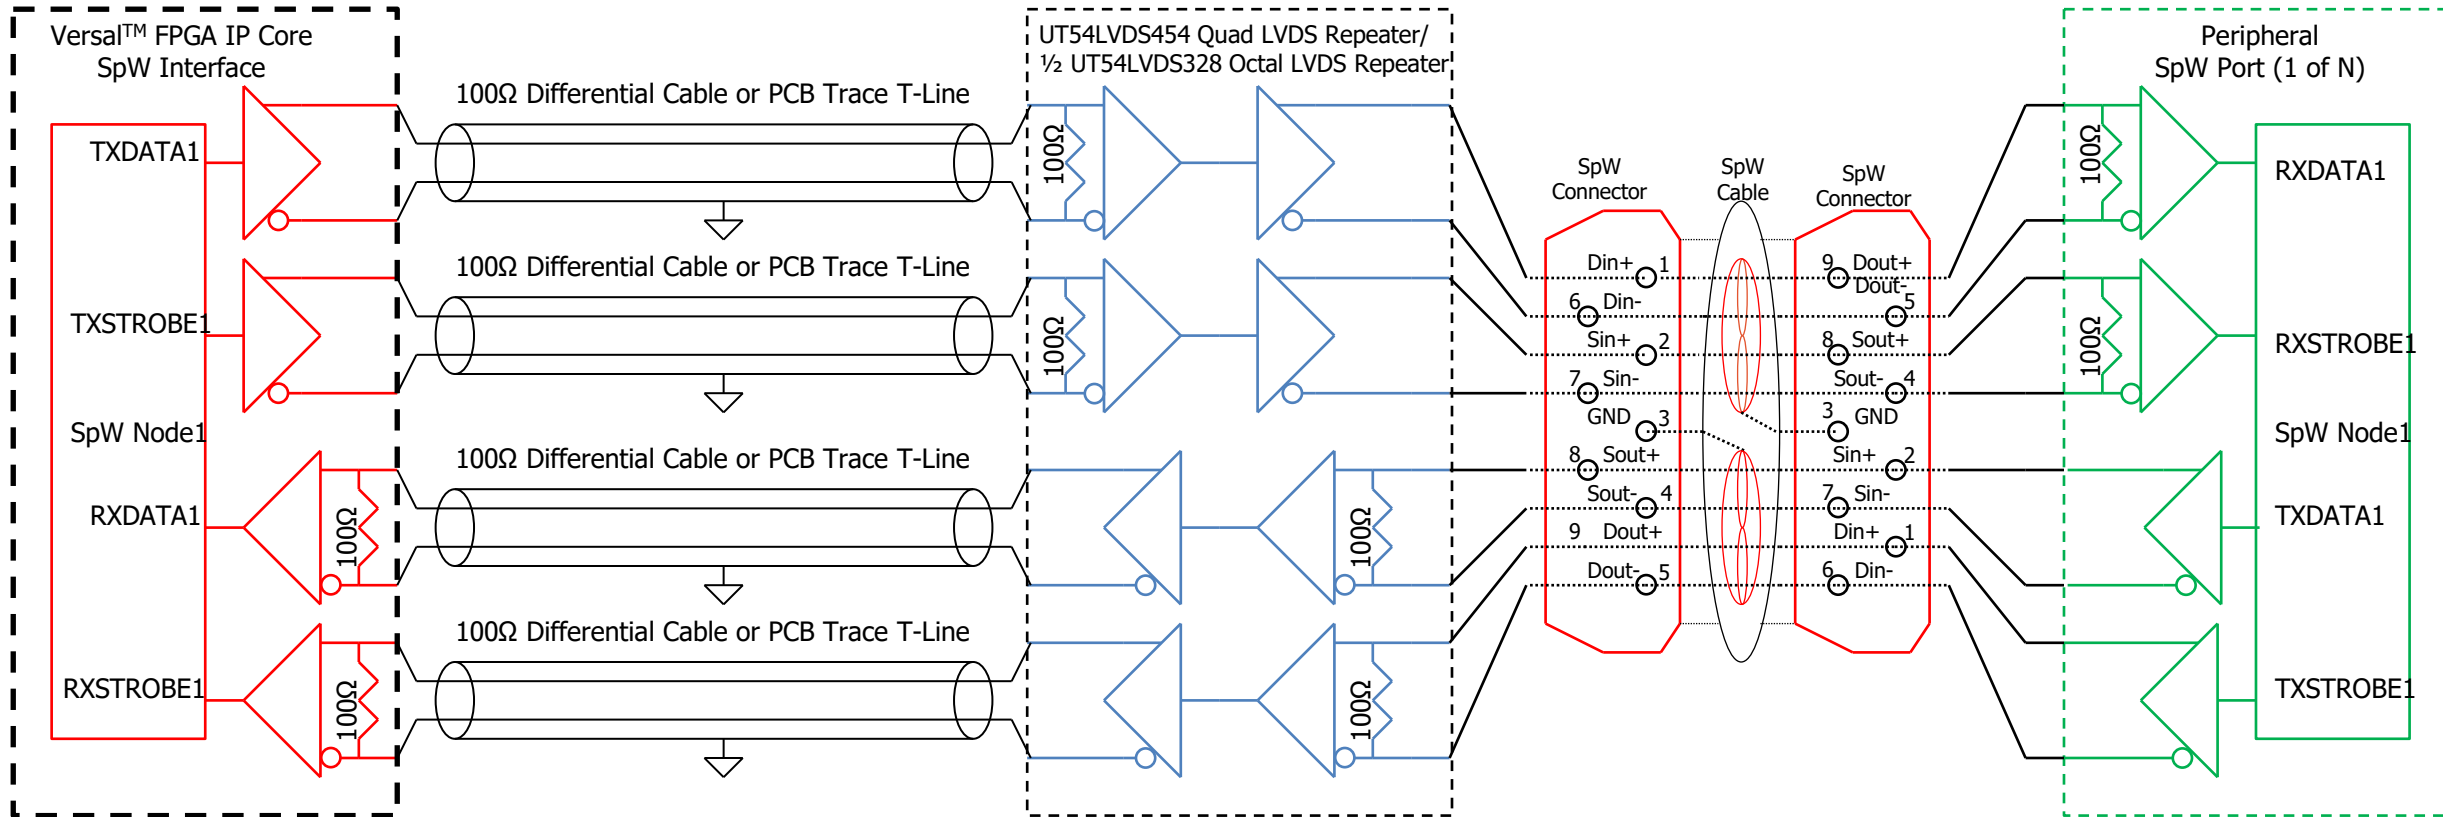 Versal™ FPGA IP Core
SpW Interface
TXDATA1
TXSTROBE1
SpW Node1
RXDATA1
RXSTROBE1
100Ω
100Ω
100Ω Differential Cable or PCB Trace T-Line
100Ω Differential Cable or PCB Trace T-Line
100Ω Differential Cable or PCB Trace T-Line
100Ω Differential Cable or PCB Trace T-Line
UT54LVDS454 Quad LVDS Repeater/
½ UT54LVDS328 Octal LVDS Repeater
100Ω
100Ω
100Ω
100Ω
SpW
Connector
Din+ 1
6 Din-
Sin+ 2
7 Sin-
GND 3
8 Sout+
Sout- 4
9 Dout+
Dout- 5
SpW
Cable
SpW
Connector
9 Dout+
Dout- 5
8 Sout+
Sout- 4
3 GND
Sin+ 2
7 Sin-
Din+ 1
6 Din-
Peripheral
SpW Port (1 of N)
100Ω
100Ω
RXDATA1
RXSTROBE1
SpW Node1
TXDATA1
TXSTROBE1